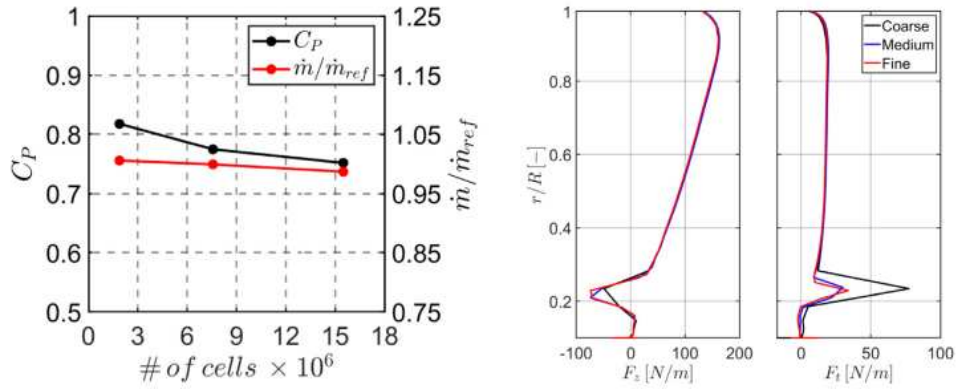 1
0.9
0.8
0.7
0.6
0.5
C_P
0 3 6 9 12 15 18
# of cells × 10^6
1.25
1.15
1.05
0.95
0.85
0.75
ṁ/ṁ_ref
C_P
ṁ/ṁ_ref
1
0.8
0.6
0.4
0.2
r/R [−]
-100 0 100 200
F_z [N/m]
Coarse
Medium
Fine
0 50 100
F_t [N/m]